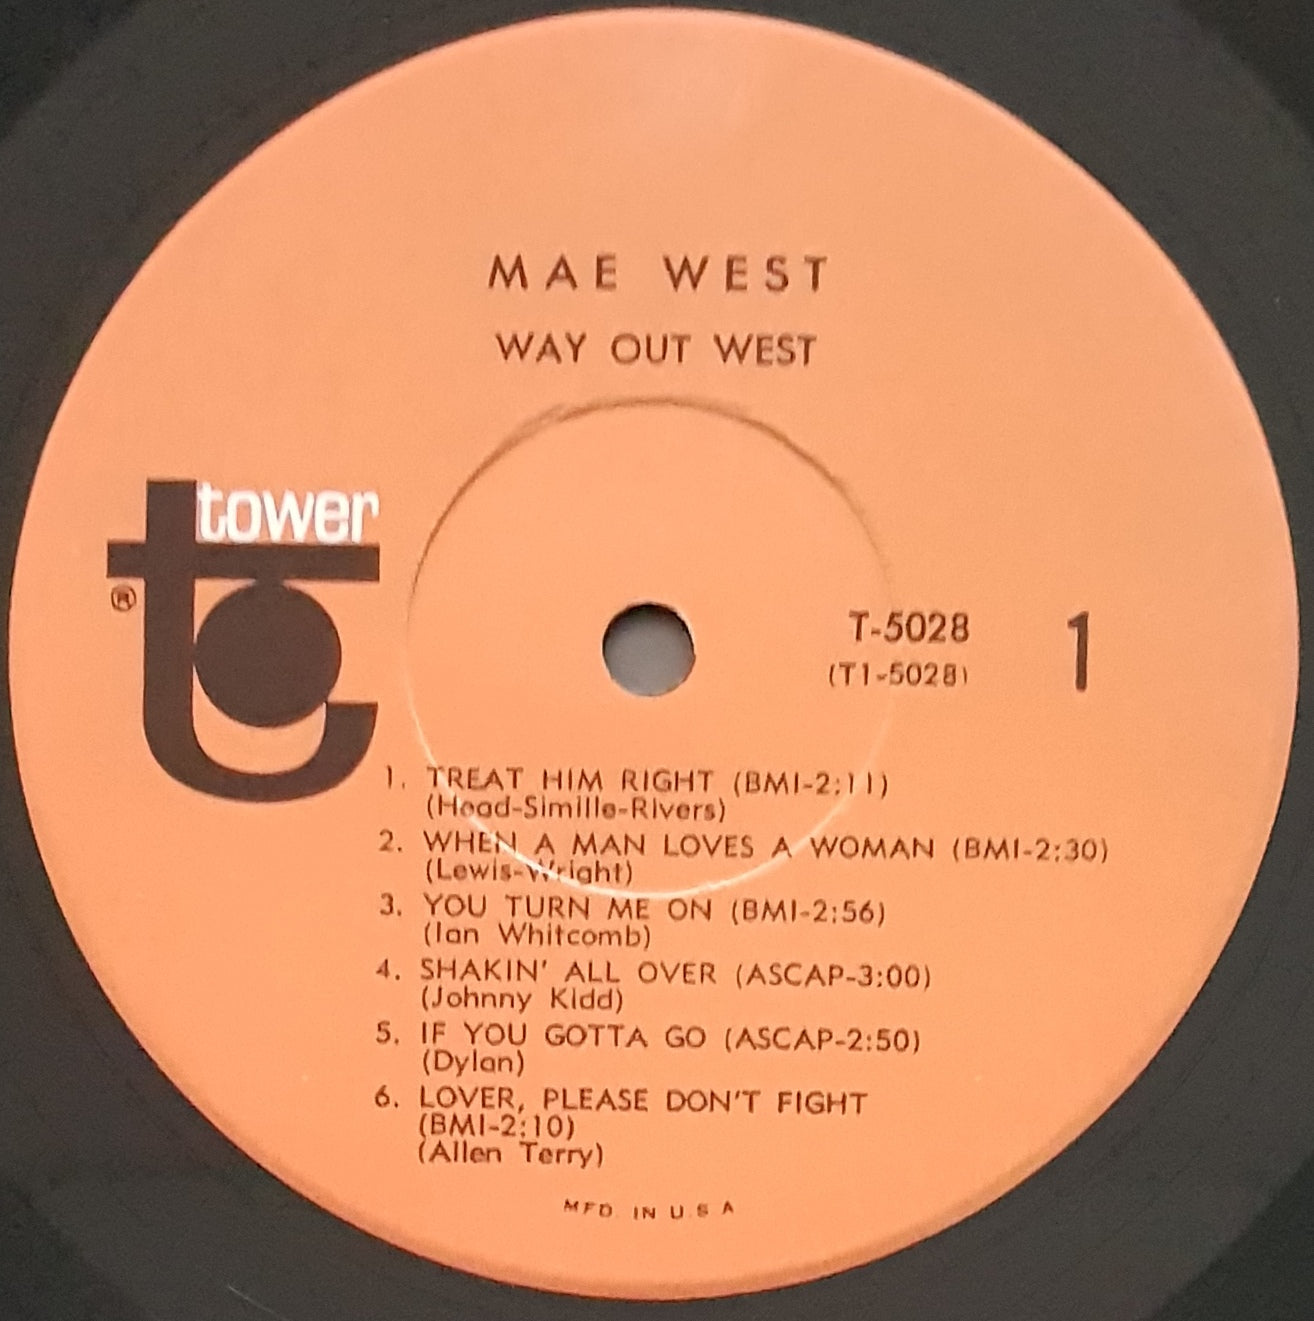 MAE WEST
WAY OUT WEST
tower
®
T-5028
(T1-5028)
1
1. TREAT HIM RIGHT (BMI-2:11)
(Head-Simille-Rivers)
2. WHEN A MAN LOVES A WOMAN (BMI-2:30)
(Lewis-Wright)
3. YOU TURN ME ON (BMI-2:56)
(Ian Whitcomb)
4. SHAKIN' ALL OVER (ASCAP-3:00)
(Johnny Kidd)
5. IF YOU GOTTA GO (ASCAP-2:50)
(Dylan)
6. LOVER, PLEASE DON'T FIGHT
(BMI-2:10)
(Allen Terry)
MFD. IN U.S.A